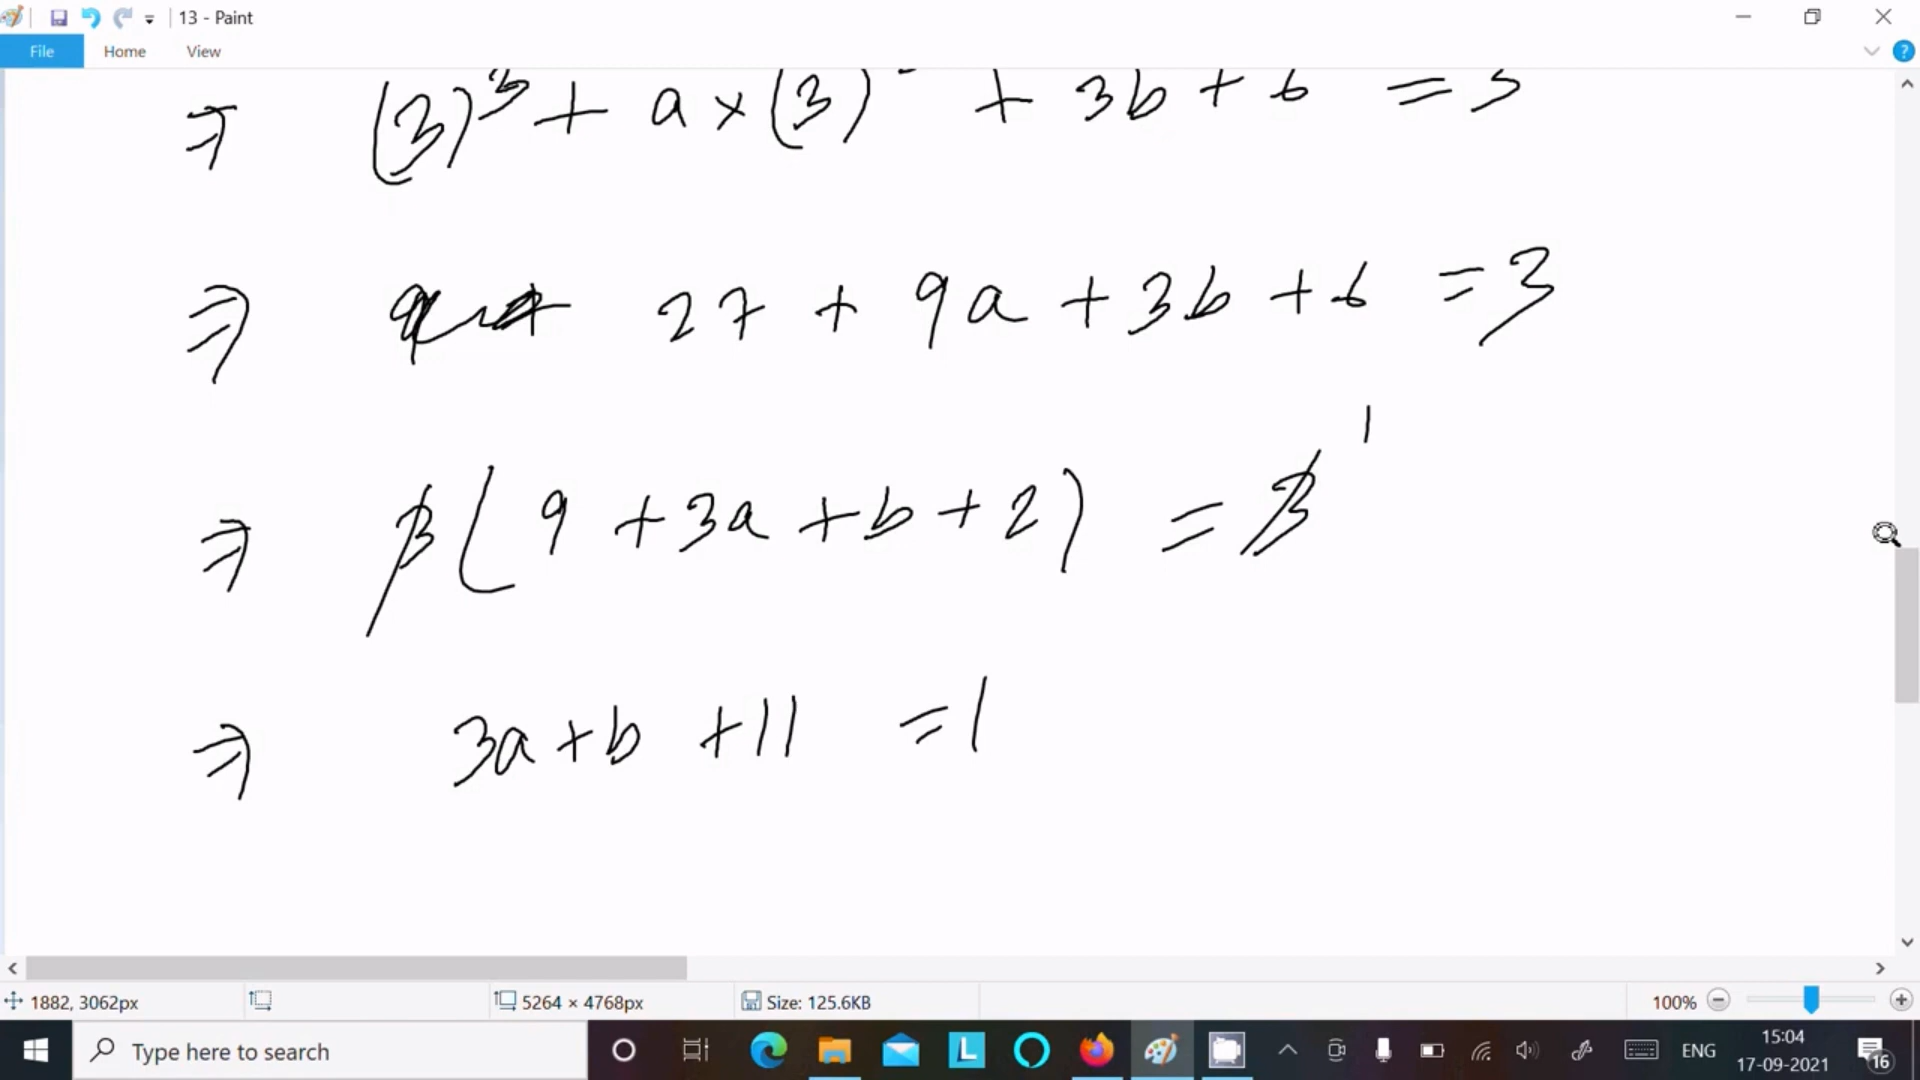 13 - Paint
File Home View
⇒ (3)³ + a × (3)² + 3b + 6 = 3
⇒ 27 + 9a + 3b + 6 = 3
1
⇒ 3(9 + 3a + b + 2) = 3
⇒ 3a + b + 11 = 1
1882, 3062px 5264 × 4768px Size: 125.6KB 100%
Type here to search L ENG 15:04
17-09-2021 16